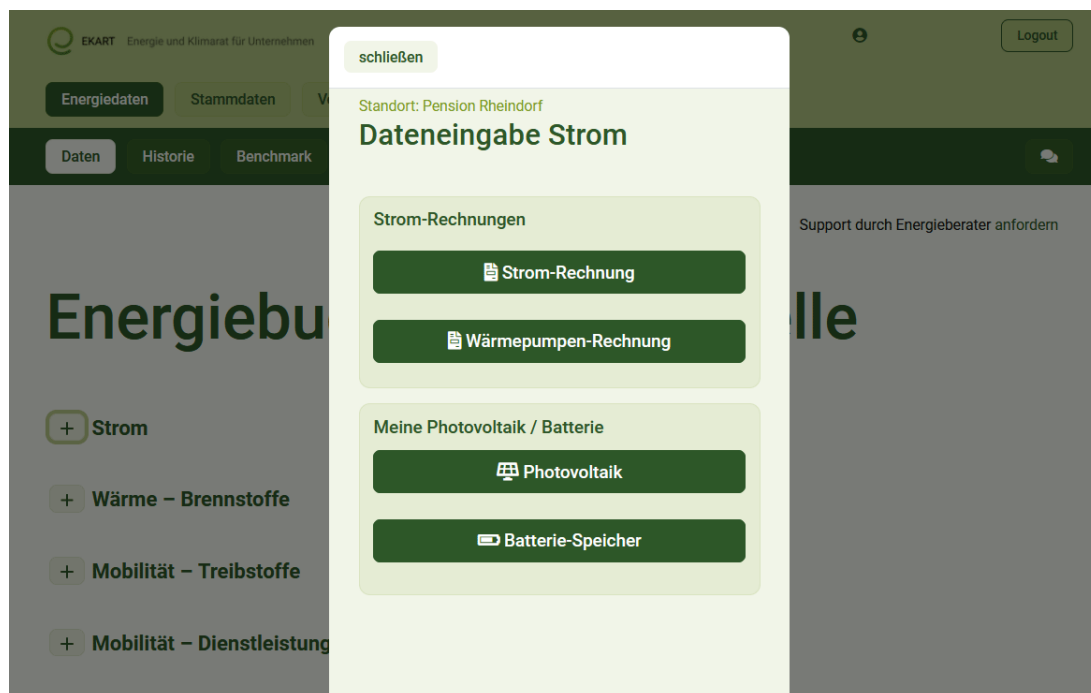 EKART Energie und Klimarat für Unternehmen
Logout
Energiedaten
Stammdaten
Daten
Historie
Benchmark
Support durch Energieberater anfordern
Strom
Wärme – Brennstoffe
Mobilität – Treibstoffe
Mobilität – Dienstleistung
schließen
Standort: Pension Rheindorf
Dateneingabe Strom
Strom-Rechnungen
Strom-Rechnung
Wärmepumpen-Rechnung
Meine Photovoltaik / Batterie
Photovoltaik
Batterie-Speicher